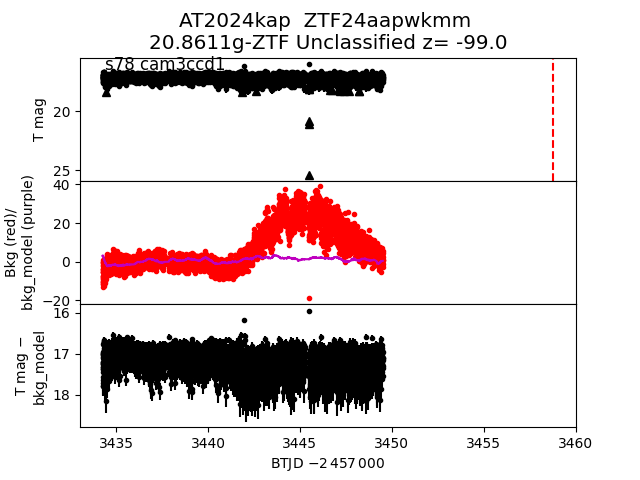 AT2024kap  ZTF24aapwkmm
20.8611g-ZTF Unclassified z= -99.0
s78 cam3ccd1
T mag
20
25
Bkg (red)/
bkg_model (purple)
40
20
0
−20
T mag −
bkg_model
16
17
18
3435 3440 3445 3450 3455 3460
BTJD −2 457 000